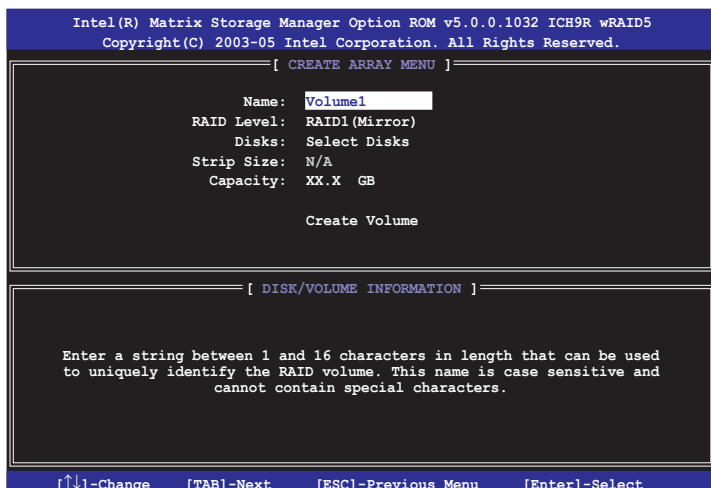 Intel(R) Matrix Storage Manager Option ROM v5.0.0.1032 ICH9R wRAID5
Copyright(C) 2003-05 Intel Corporation. All Rights Reserved.
[ CREATE ARRAY MENU ]
Name: Volume1
RAID Level: RAID1(Mirror)
Disks: Select Disks
Strip Size: N/A
Capacity: XX.X GB
Create Volume
[ DISK/VOLUME INFORMATION ]
Enter a string between 1 and 16 characters in length that can be used
to uniquely identify the RAID volume. This name is case sensitive and
cannot contain special characters.
[↑↓]-Change [TAB]-Next [ESC]-Previous Menu [Enter]-Select